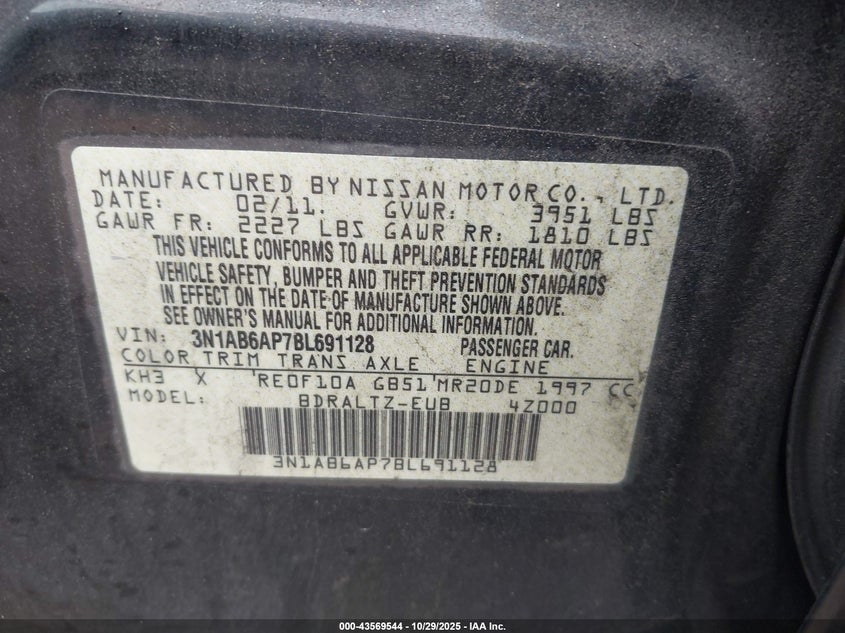 MANUFACTURED BY NISSAN MOTOR CO., LTD.
DATE: 02/11. GVWR: 3951 LBS
GAWR FR: 2227 LBS GAWR RR: 1810 LBS
THIS VEHICLE CONFORMS TO ALL APPLICABLE FEDERAL MOTOR
VEHICLE SAFETY, BUMPER AND THEFT PREVENTION STANDARDS
IN EFFECT ON THE DATE OF MANUFACTURE SHOWN ABOVE.
SEE OWNER'S MANUAL FOR ADDITIONAL INFORMATION.
VIN: 3N1AB6AP7BL691128 PASSENGER CAR.
COLOR TRIM TRANS AXLE ENGINE
KH3 X RE0F10A GB51 MR20DE 1997 CC
MODEL: BDRALTZ-EUB 4Z000
3N1AB6AP7BL691128
000-43569544 | 10/29/2025 - IAA Inc.